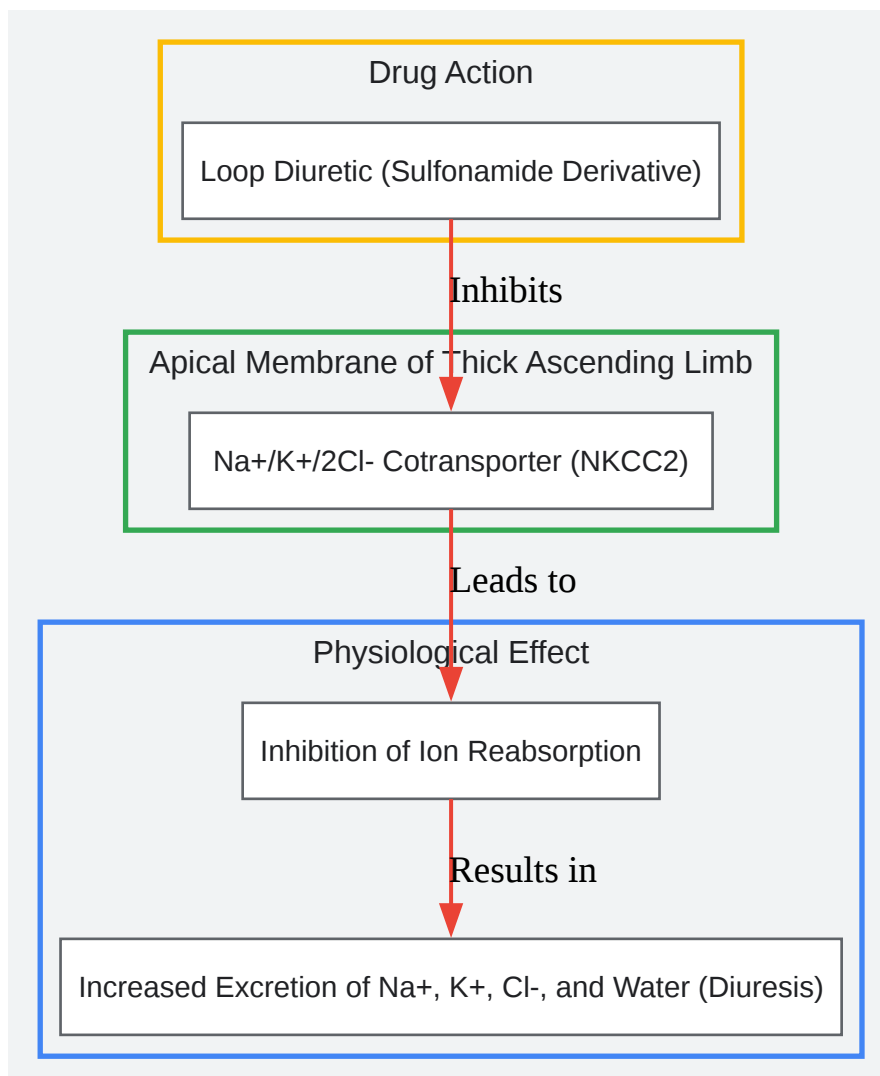 Drug Action
Loop Diuretic (Sulfonamide Derivative)
Inhibits
Apical Membrane of Thick Ascending Limb
Na+/K+/2Cl- Cotransporter (NKCC2)
Leads to
Physiological Effect
Inhibition of Ion Reabsorption
Results in
Increased Excretion of Na+, K+, Cl-, and Water (Diuresis)